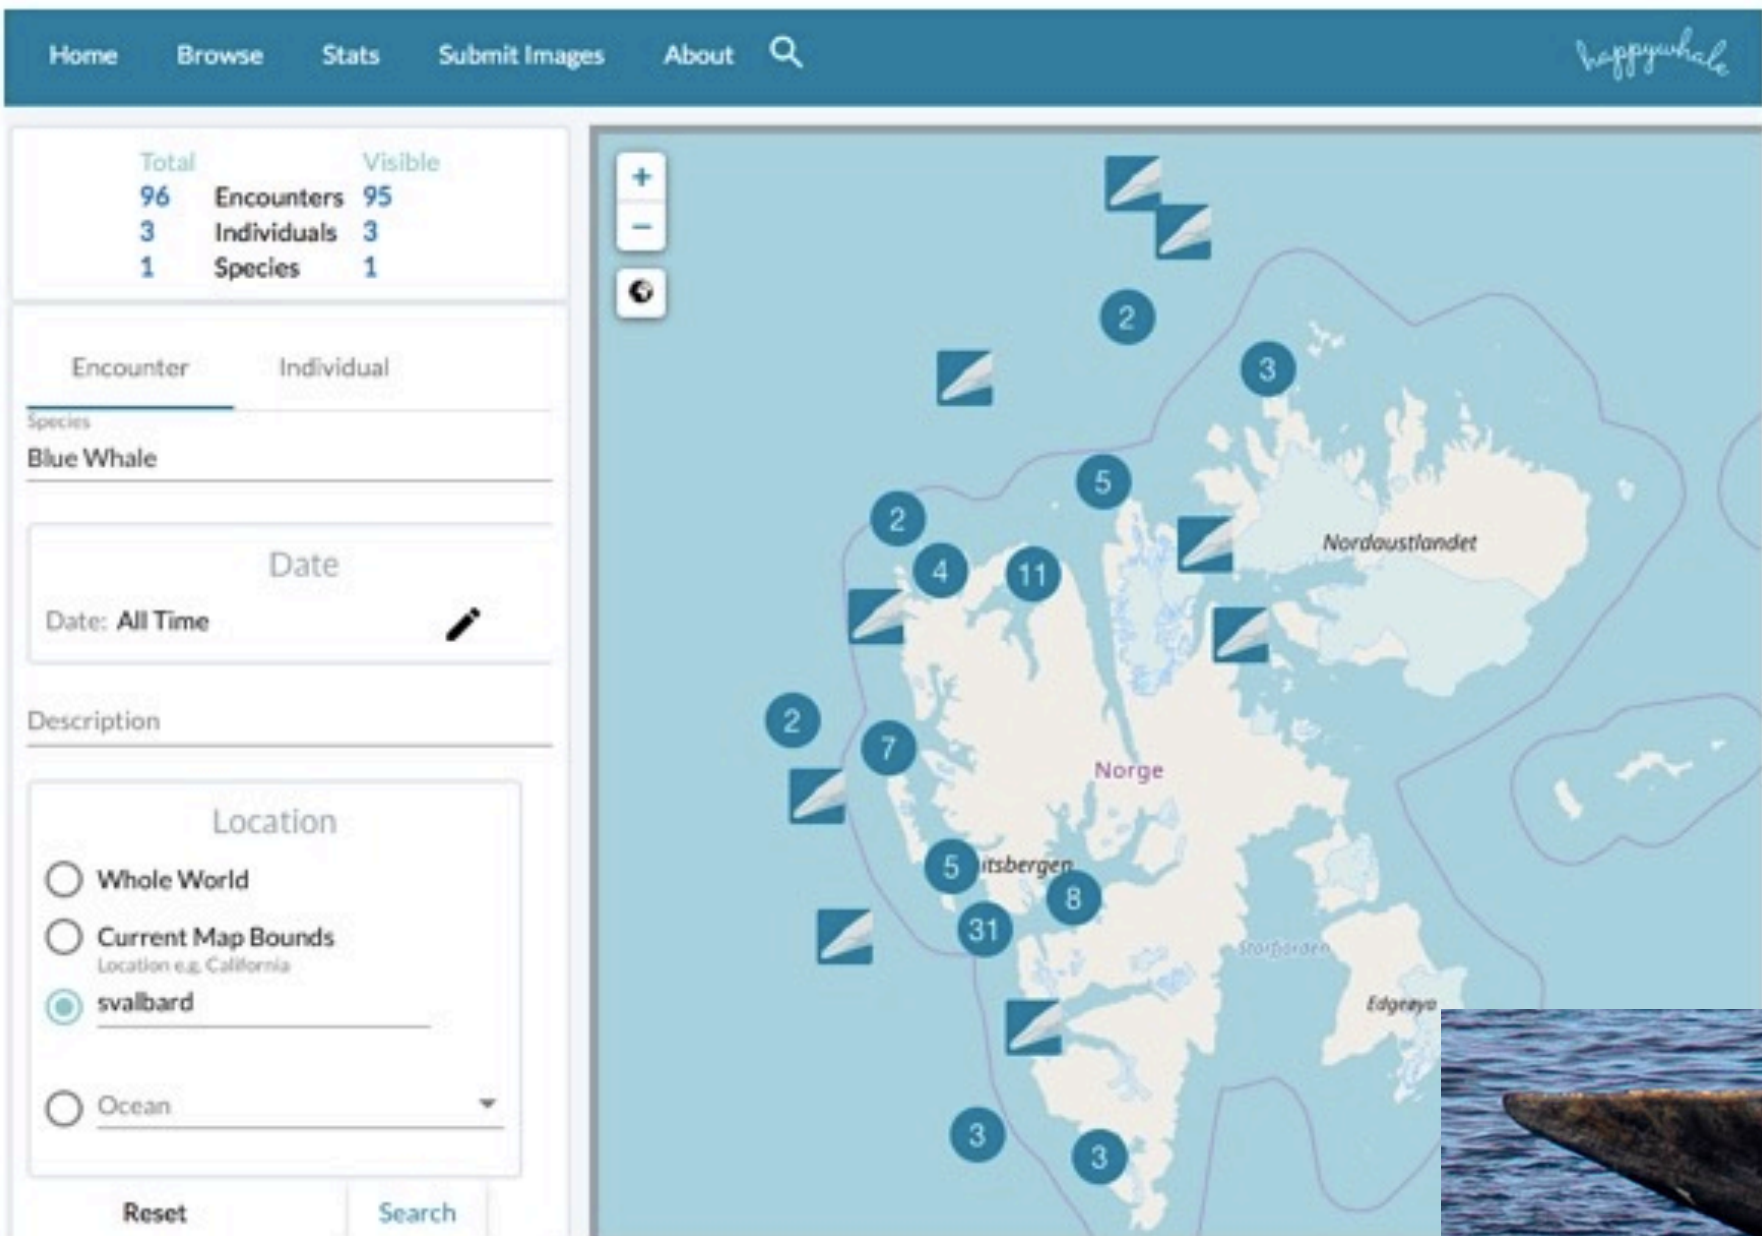 Home Browse Stats Submit Images About happywhale
Total Visible
96 Encounters 95
3 Individuals 3
1 Species 1
Encounter Individual
Species
Blue Whale
Date
Date: All Time
Description
Location
Whole World
Current Map Bounds
Location e.g. California
svalbard
Ocean
Reset Search
+
−
2
3
5
2
Nordaustlandet
4
11
2
7
Norge
5 itsbergen
8
31
Storfjorden
Edgeøya
3
3